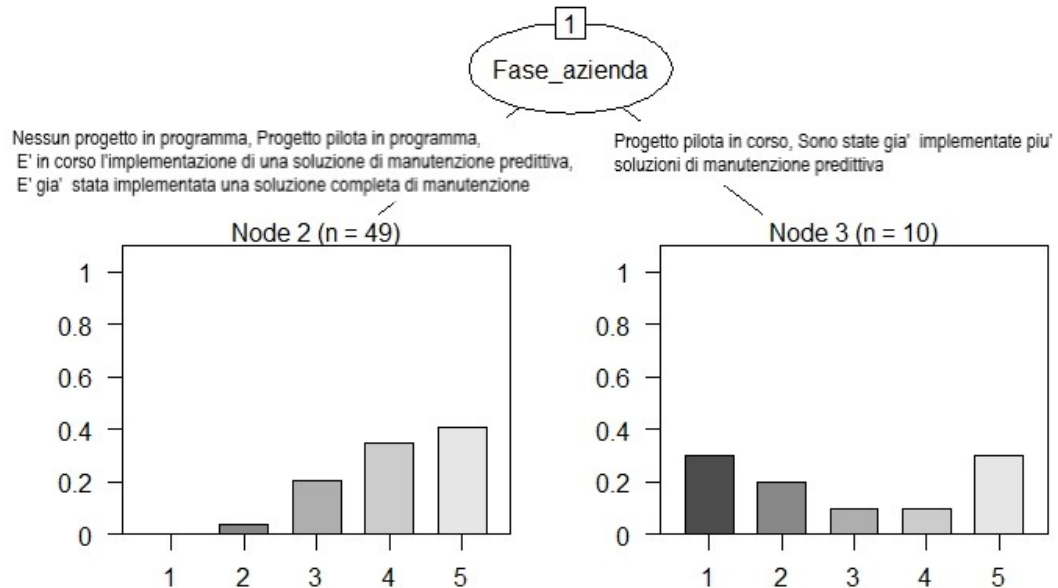 1
Fase_azienda
Nessun progetto in programma, Progetto pilota in programma,
E' in corso l'implementazione di una soluzione di manutenzione predittiva,
E' gia' stata implementata una soluzione completa di manutenzione
Progetto pilota in corso, Sono state già' implementate piu'
soluzioni di manutenzione predittiva
Node 2 (n = 49)
1
0.8
0.6
0.4
0.2
0
1 2 3 4 5
Node 3 (n = 10)
1
0.8
0.6
0.4
0.2
0
1 2 3 4 5